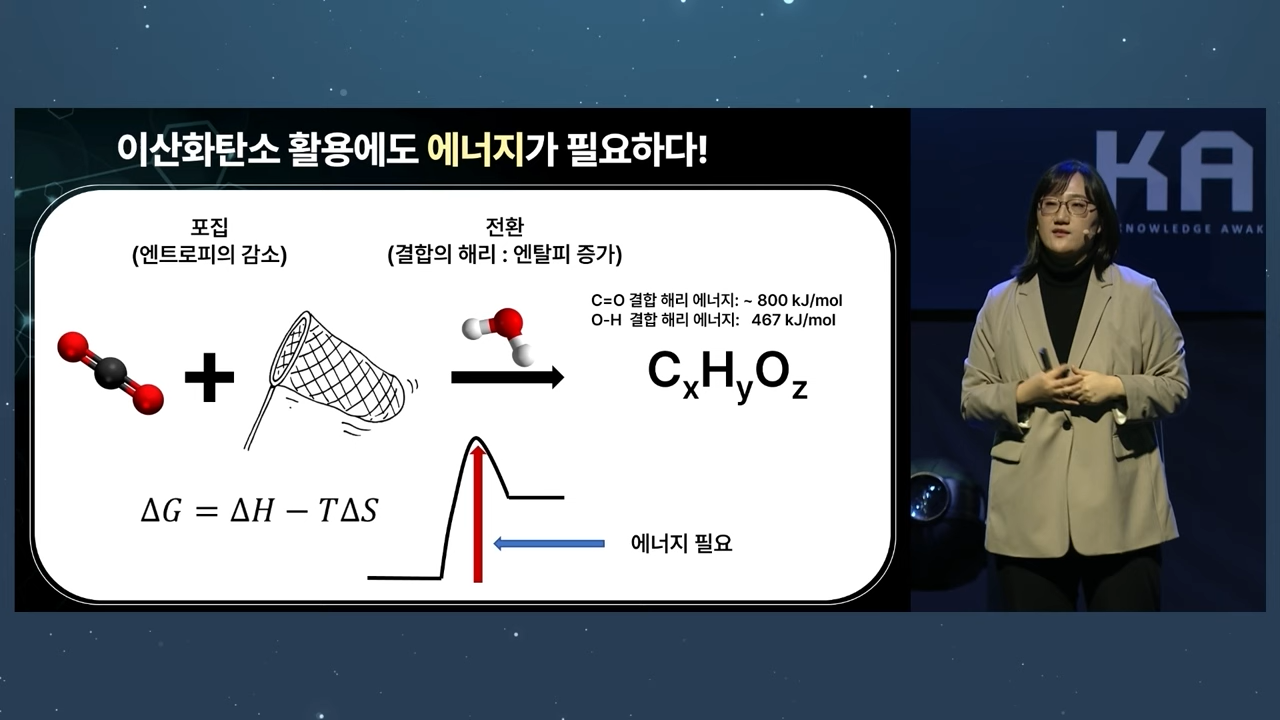 이산화탄소 활용에도 에너지가 필요하다!
포집
(엔트로피의 감소)
전환
(결합의 해리 : 엔탈피 증가)
C=O 결합 해리 에너지: ~ 800 kJ/mol
O-H 결합 해리 에너지: 467 kJ/mol
CxHyOz
ΔG = ΔH − TΔS
에너지 필요
KA
KNOWLEDGE AWAK